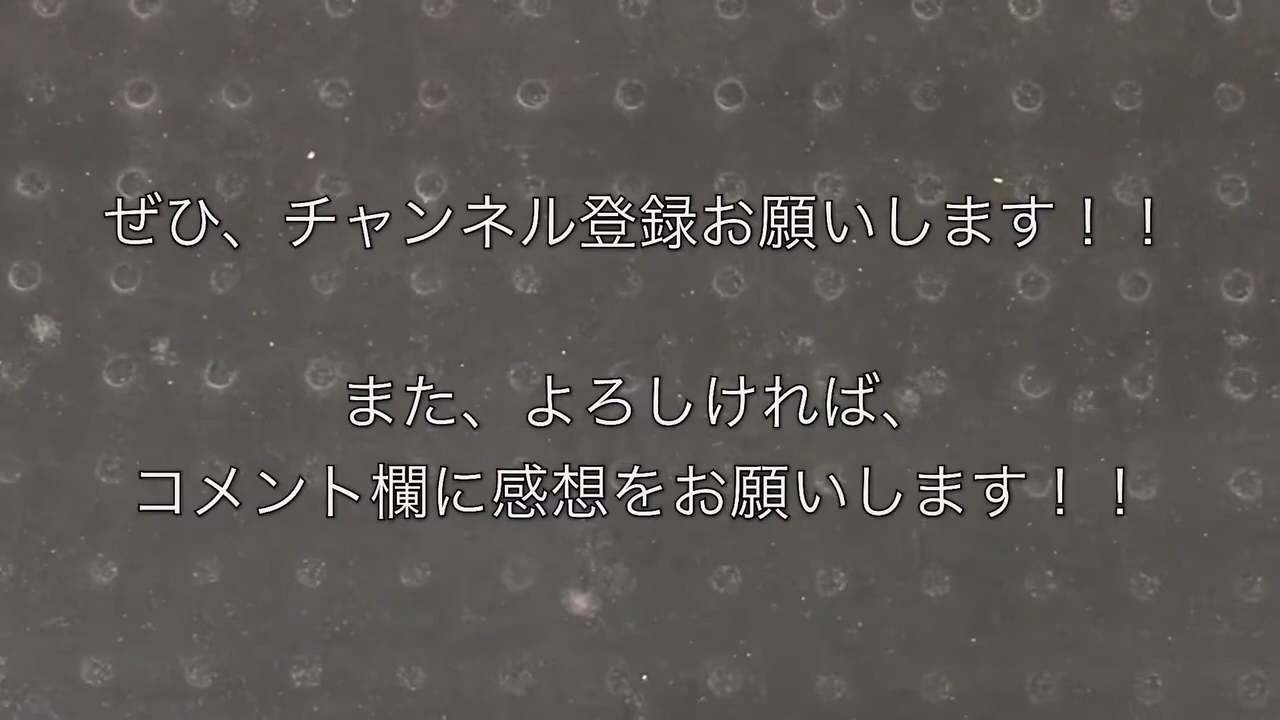 ぜひ、チャンネル登録お願いします！！
また、よろしければ、
コメント欄に感想をお願いします！！